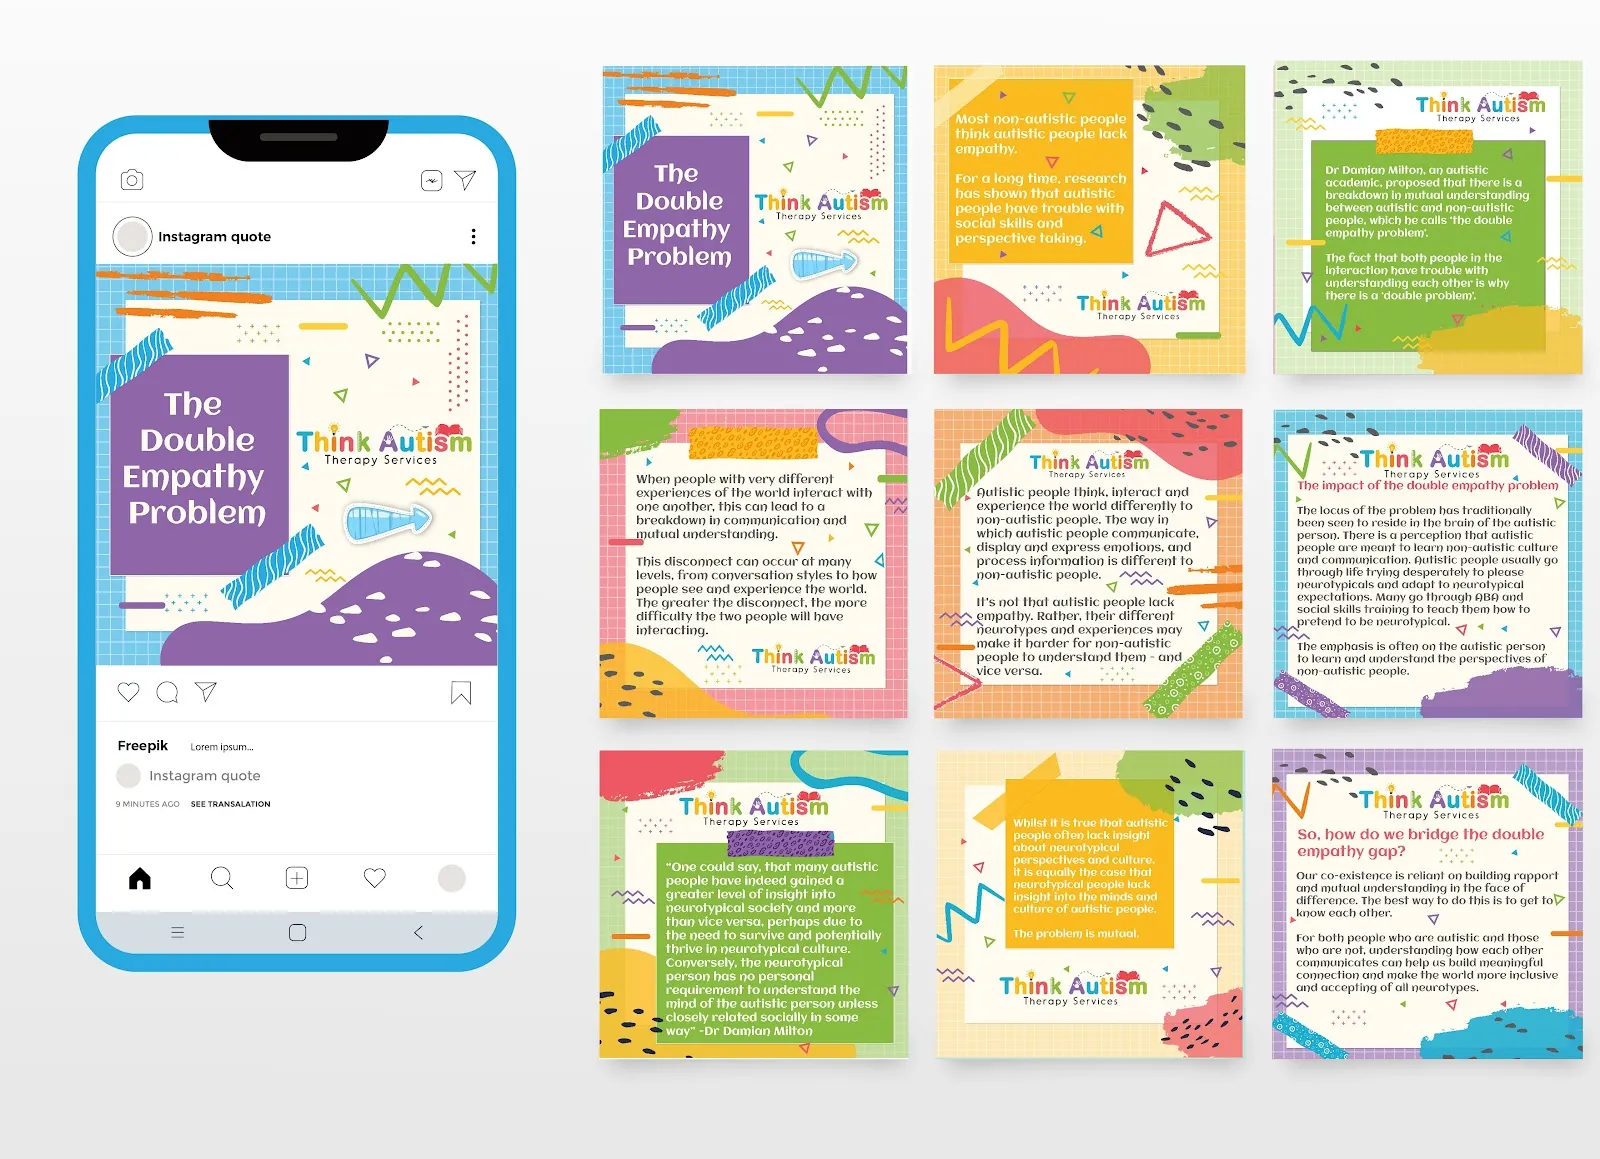 Instagram quote
The
Double
Empathy
Problem
Think Autism
Therapy Services
Freepik Lorem ipsum...
Instagram quote
9 MINUTES AGO SEE TRANSALATION
The
Double
Empathy
Problem
Think Autism
Therapy Services
Most non-autistic people
think autistic people lack
empathy.
For a long time, research
has shown that autistic
people have trouble with
social skills and
perspective taking.
Think Autism
Therapy Services
Think Autism
Therapy Services
Dr Damian Milton, an autistic
academic, proposed that there is a
breakdown in mutual understanding
between autistic and non-autistic
people, which he calls 'the double
empathy problem'.
The fact that both people in the
interaction have trouble with
understanding each other is why
there is a 'double problem'.
When people with very different
experiences of the world interact with
one another, this can lead to a
breakdown in communication and
mutual understanding.
This disconnect can occur at many
levels, from conversation styles to how
people see and experience the world.
The greater the disconnect, the more
difficulty the two people will have
interacting.
Think Autism
Therapy Services
Think Autism
Therapy Services
Autistic people think, interact and
experience the world differently to
non-autistic people. The way in
which autistic people communicate,
display and express emotions, and
process information is different to
non-autistic people.
It's not that autistic people lack
empathy. Rather, their different
neurotypes and experiences may
make it harder for non-autistic
people to understand them - and
vice versa.
Think Autism
Therapy Services
The impact of the double empathy problem
The locus of the problem has traditionally
been seen to reside in the brain of the autistic
person. There is a perception that autistic
people are meant to learn non-autistic culture
and communication. Autistic people usually go
through life trying desperately to please
neurotypicals and adapt to neurotypical
expectations. Many go through ABA and
social skills training to teach them how to
pretend to be neurotypical.
The emphasis is often on the autistic person
to learn and understand the perspectives of
non-autistic people.
Think Autism
Therapy Services
"One could say, that many autistic
people have indeed gained a
greater level of insight into
neurotypical society and more
than vice versa, perhaps due to
the need to survive and potentially
thrive in neurotypical culture.
Conversely, the neurotypical
person has no personal
requirement to understand the
mind of the autistic person unless
closely related socially in some
way" -Dr Damian Milton
Whilst it is true that autistic
people often lack insight
about neurotypical
perspectives and culture.
it is equally the case that
neurotypical people lack
insight into the minds and
culture of autistic people.
The problem is mutual.
Think Autism
Therapy Services
Think Autism
Therapy Services
So, how do we bridge the double
empathy gap?
Our co-existence is reliant on building rapport
and mutual understanding in the face of
difference. The best way to do this is to get to
know each other.
For both people who are autistic and those
who are not, understanding how each other
communicates can help us build meaningful
connection and make the world more inclusive
and accepting of all neurotypes.